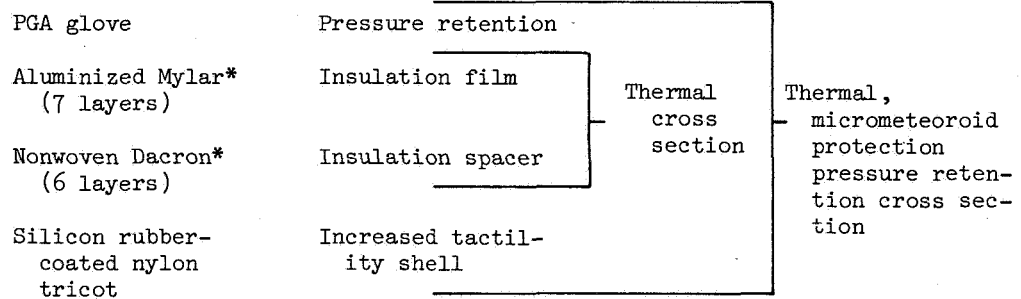 PGA glove Pressure retention
Aluminized Mylar* Insulation film
(7 layers)
Thermal cross section
Thermal, micrometeoroid protection pressure reten-
tion cross sec-
tion
Nonwoven Dacron* Insulation spacer
(6 layers)
Silicon rubber- Increased tactil-
coated nylon ity shell
tricot